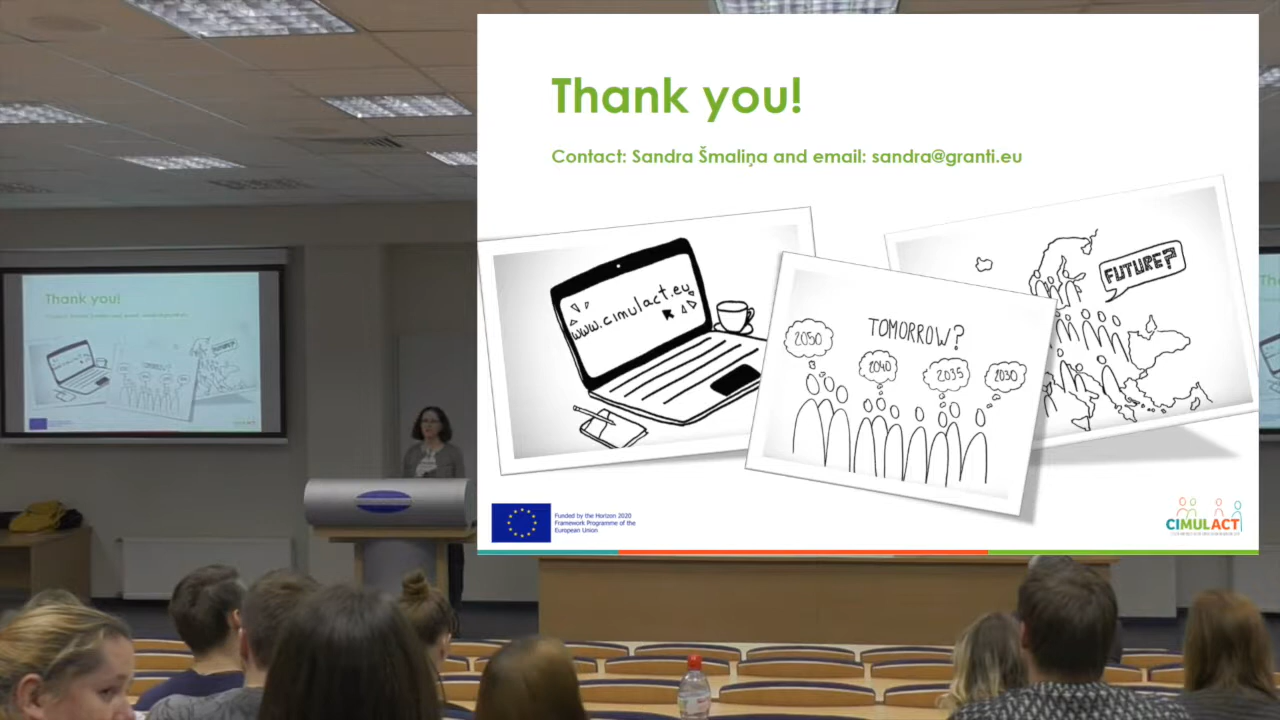 Thank you!
Contact: Sandra Šmaliņa and email: sandra@granti.eu
www.cimulact.eu
TOMORROW?
2050
2040
2035
2030
FUTURE?
Funded by the Horizon 2020
Framework Programme of the
European Union
CIMULACT
Thank you!